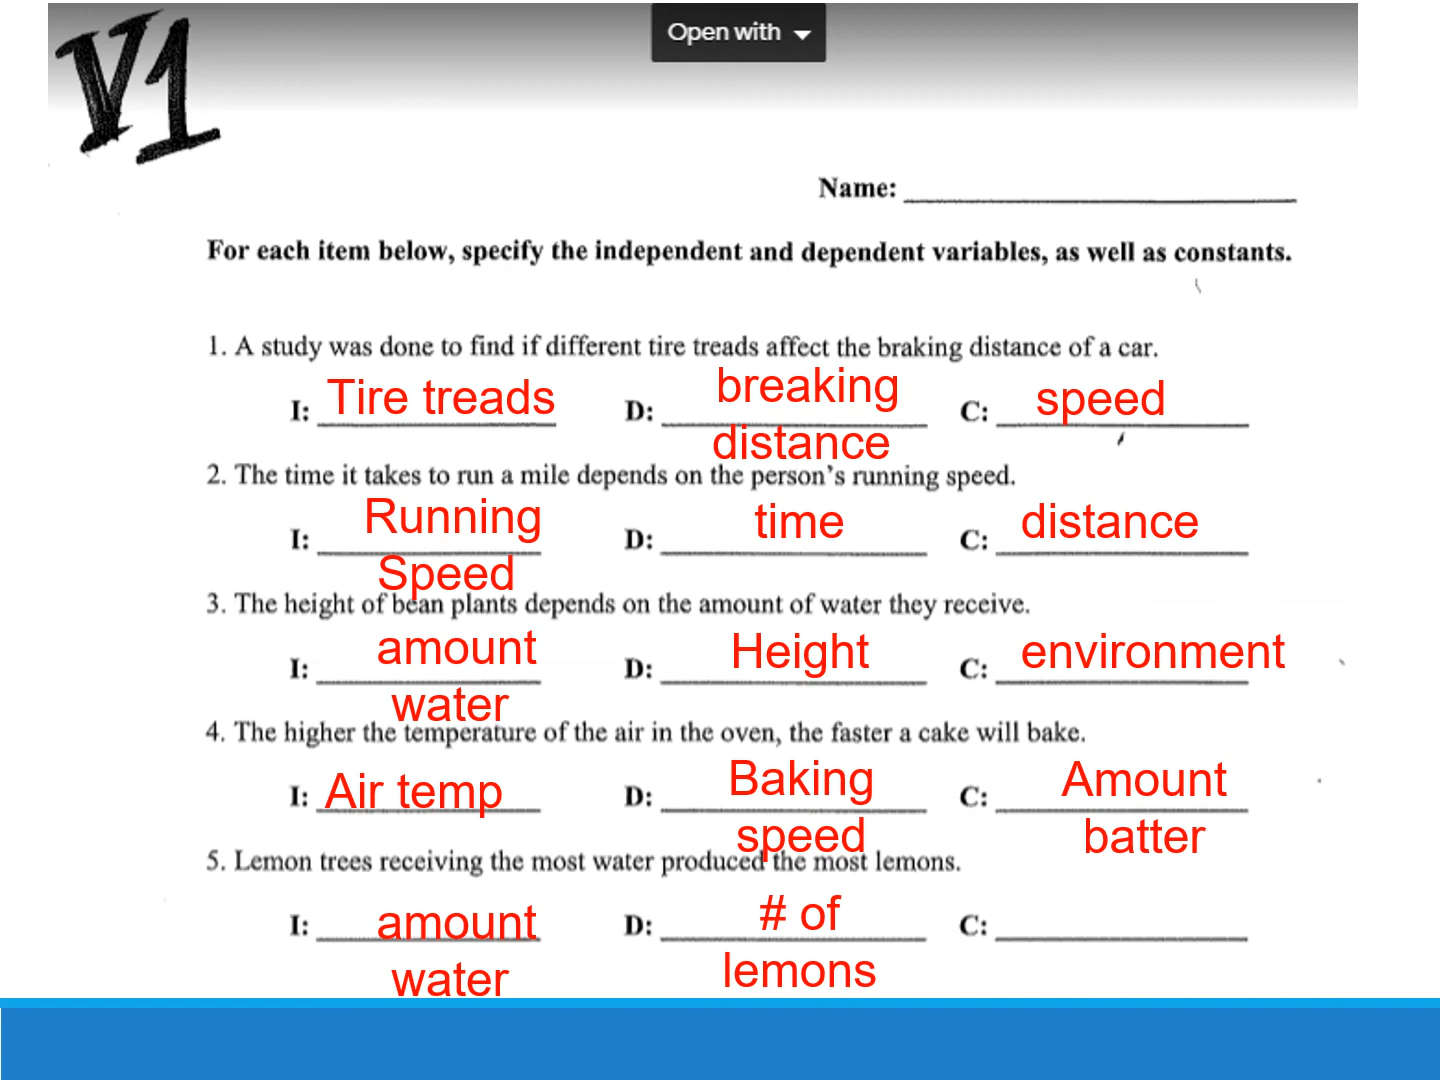 V1
Open with
Name:
For each item below, specify the independent and dependent variables, as well as constants.
1. A study was done to find if different tire treads affect the braking distance of a car.
I: Tire treads D: breaking distance C: speed
2. The time it takes to run a mile depends on the person's running speed.
I: Running Speed D: time C: distance
3. The height of bean plants depends on the amount of water they receive.
I: amount water D: Height C: environment
4. The higher the temperature of the air in the oven, the faster a cake will bake.
I: Air temp D: Baking speed C: Amount batter
5. Lemon trees receiving the most water produced the most lemons.
I: amount water D: # of lemons C: